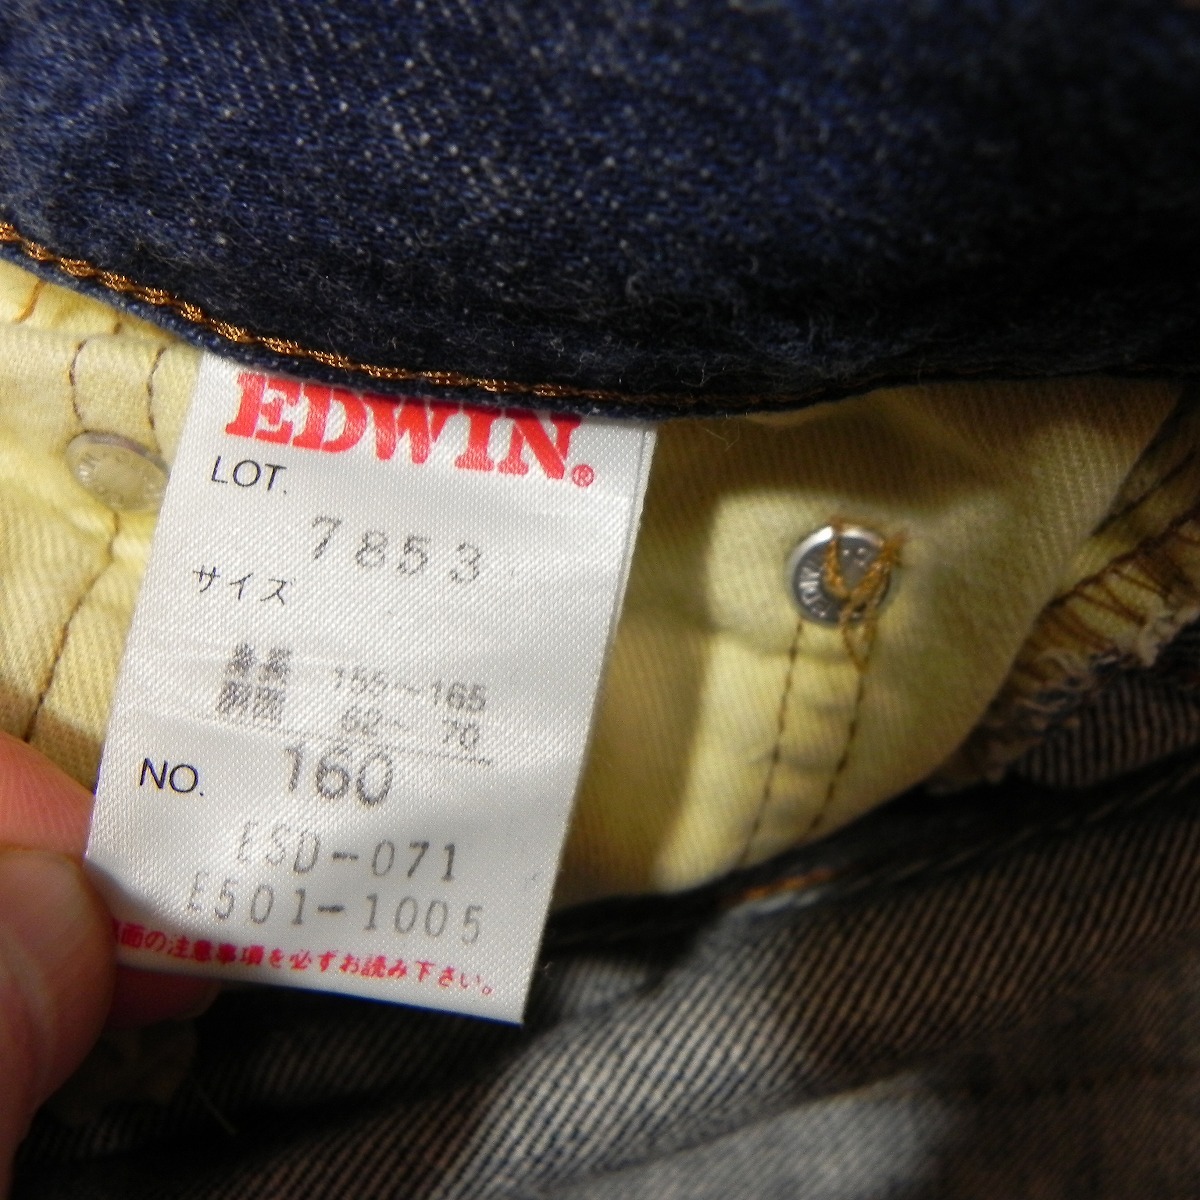 EDWIN®
LOT.
7853
サイズ
身長 155～165
胴囲 62～ 70
160
NO.
ESD-071
E501-1005
面の注意事項を必ずお読み下さい。